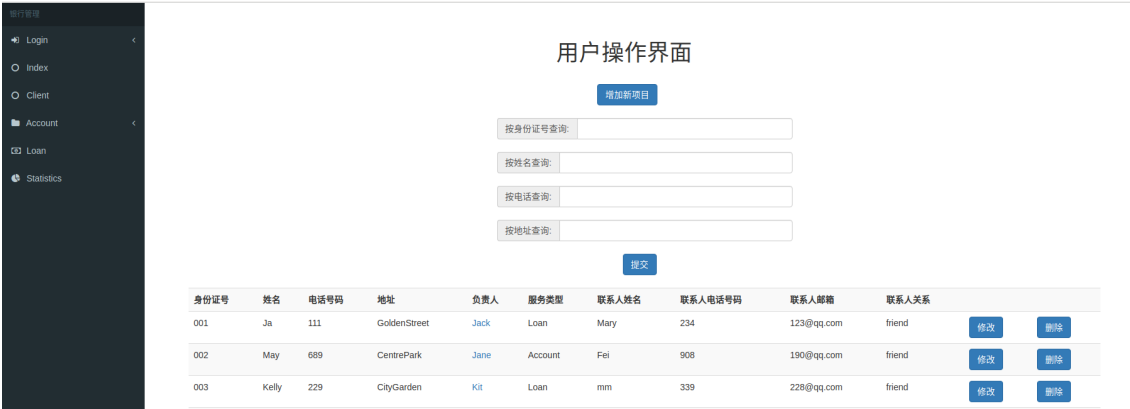 银行管理
Login
Index
Client
Account
Loan
Statistics
用户操作界面
增加新项目
按身份证号查询:
按姓名查询:
按电话查询:
按地址查询:
提交
身份证号 姓名 电话号码 地址 负责人 服务类型 联系人姓名 联系人电话号码 联系人邮箱 联系人关系
001 Ja 111 GoldenStreet Jack Loan Mary 234 123@qq.com friend 修改 删除
002 May 689 CentrePark Jane Account Fei 908 190@qq.com friend 修改 删除
003 Kelly 229 CityGarden Kit Loan mm 339 228@qq.com friend 修改 删除